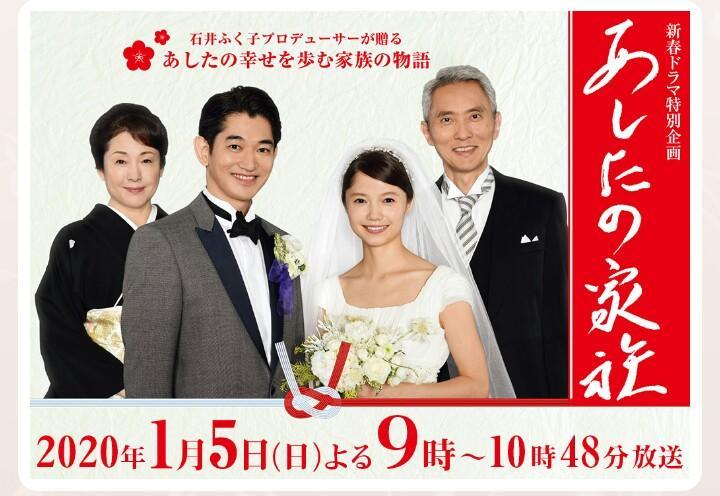 石井ふく子プロデューサーが贈る
あしたの幸せを歩む家族の物語
新春ドラマ特別企画
あしたの家族
2020年1月5日(日)よる9時～10時48分放送